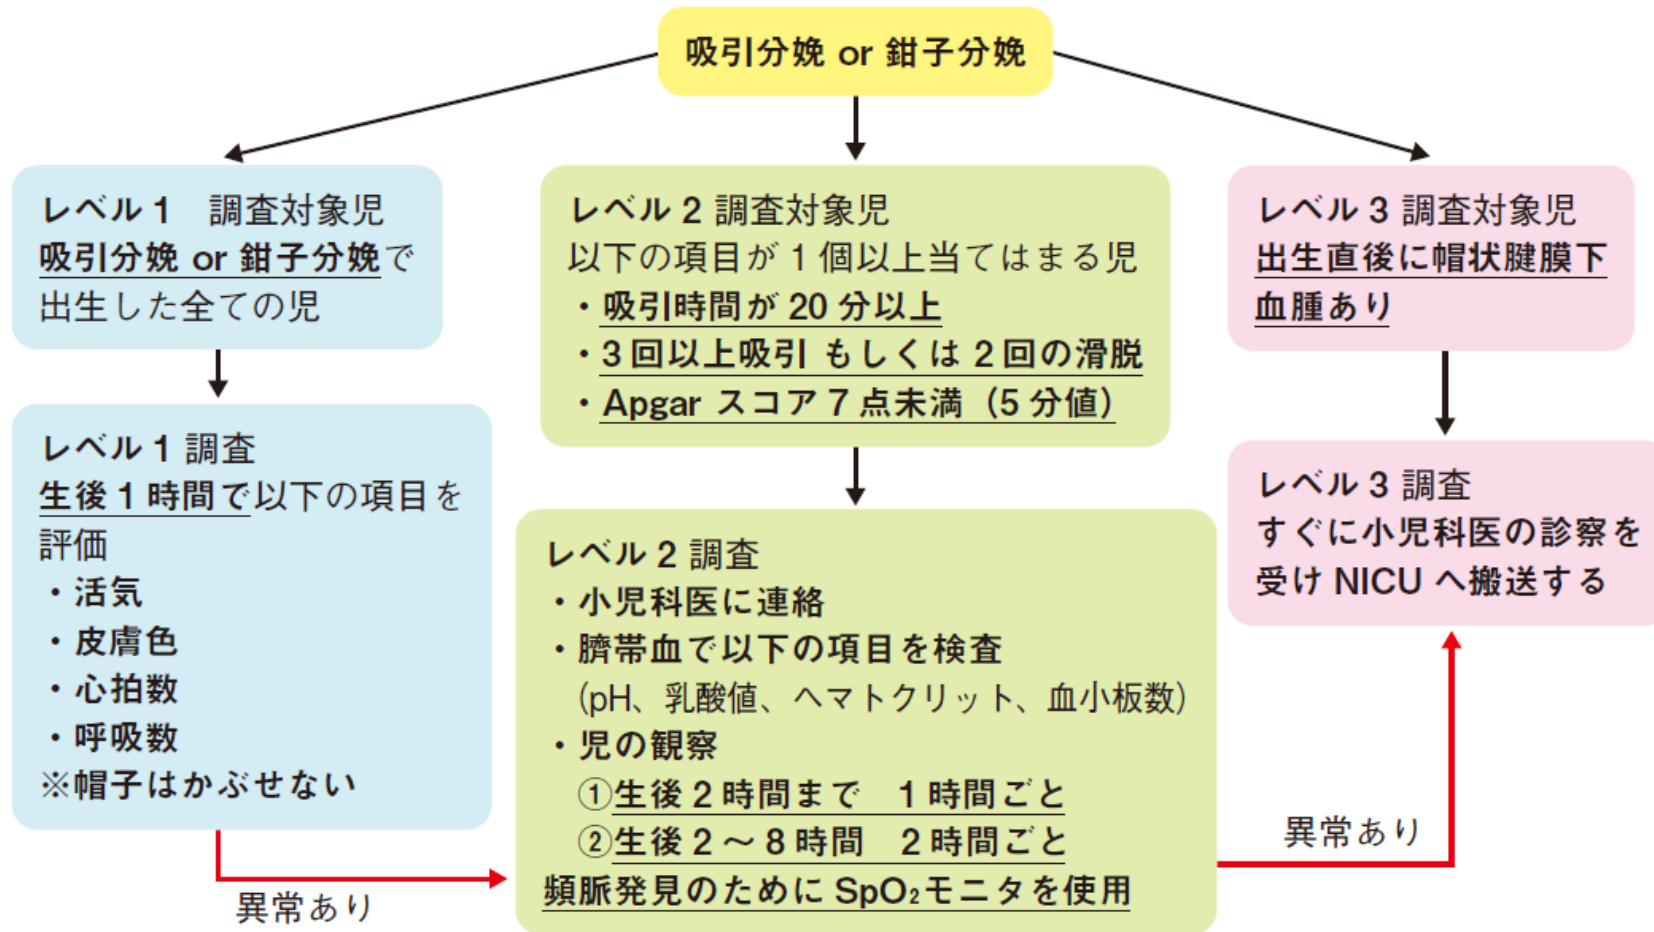 吸引分娩 or 鉗子分娩
レベル 1　調査対象児
吸引分娩 or 鉗子分娩で
出生した全ての児
レベル 1 調査
生後 1 時間で以下の項目を
評価
・活気
・皮膚色
・心拍数
・呼吸数
※帽子はかぶせない
異常あり
レベル 2 調査対象児
以下の項目が 1 個以上当てはまる児
・吸引時間が 20 分以上
・3 回以上吸引 もしくは 2 回の滑脱
・Apgar スコア 7 点未満（5 分値）
レベル 2 調査
・小児科医に連絡
・臍帯血で以下の項目を検査
（pH、乳酸値、ヘマトクリット、血小板数）
・児の観察
①生後 2 時間まで　1 時間ごと
②生後 2 〜 8 時間　2 時間ごと
頻脈発見のために SpO₂モニタを使用
異常あり
レベル 3 調査対象児
出生直後に帽状腱膜下
血腫あり
レベル 3 調査
すぐに小児科医の診察を
受け NICU へ搬送する